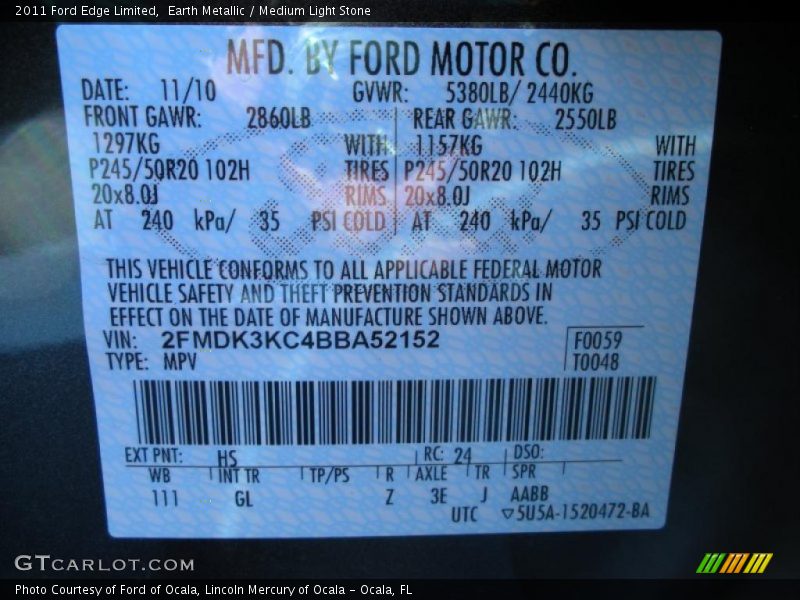 2011 Ford Edge Limited,  Earth Metallic / Medium Light Stone
MFD. BY FORD MOTOR CO.
DATE: 11/10 GVWR: 5380LB/ 2440KG
FRONT GAWR: 2860LB REAR GAWR: 2550LB
1297KG WITH 1157KG WITH
P245/50R20 102H TIRES P245/50R20 102H TIRES
20x8.0J RIMS 20x8.0J RIMS
AT 240 kPa/ 35 PSI COLD AT 240 kPa/ 35 PSI COLD
THIS VEHICLE CONFORMS TO ALL APPLICABLE FEDERAL MOTOR
VEHICLE SAFETY AND THEFT PREVENTION STANDARDS IN
EFFECT ON THE DATE OF MANUFACTURE SHOWN ABOVE.
VIN: 2FMDK3KC4BBA52152 F0059
TYPE: MPV T0048
EXT PNT: HS RC: 24 DSO:
WB INT TR TP/PS R AXLE TR SPR
111 GL Z 3E J AABB
UTC ▽5U5A-1520472-BA
GTCARLOT.COM
Photo Courtesy of Ford of Ocala, Lincoln Mercury of Ocala - Ocala, FL